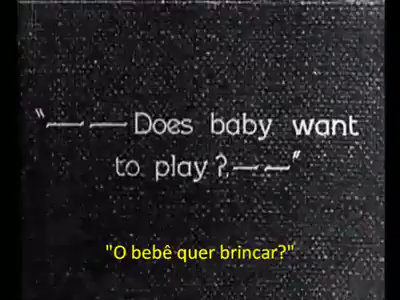 "— — Does baby want
to play? — —"
"O bebê quer brincar?"